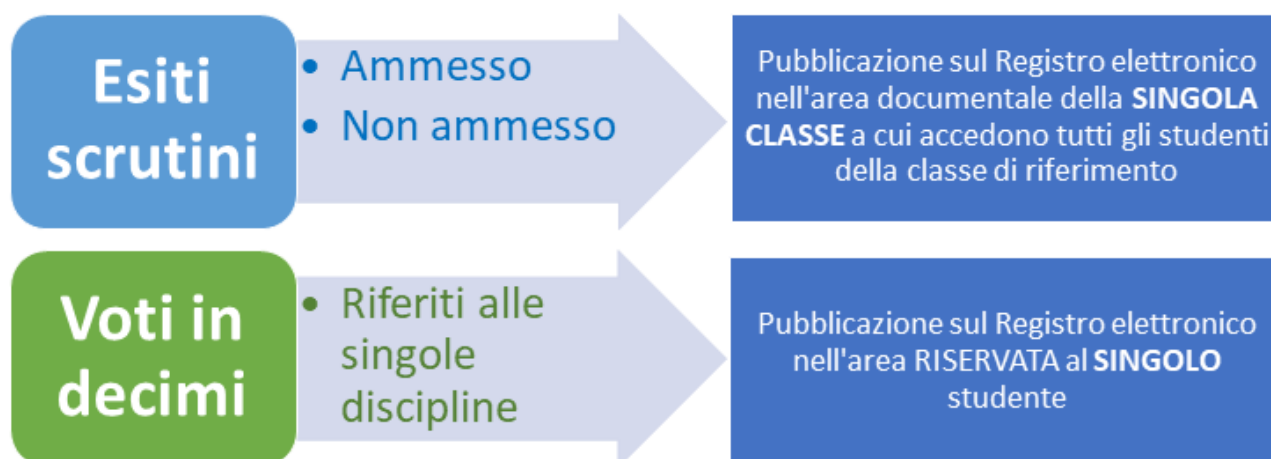 Esiti
scrutini
• Ammesso
• Non ammesso
Pubblicazione sul Registro elettronico
nell'area documentale della SINGOLA
CLASSE a cui accedono tutti gli studenti
della classe di riferimento
Voti in
decimi
• Riferiti alle
singole
discipline
Pubblicazione sul Registro elettronico
nell'area RISERVATA al SINGOLO
studente